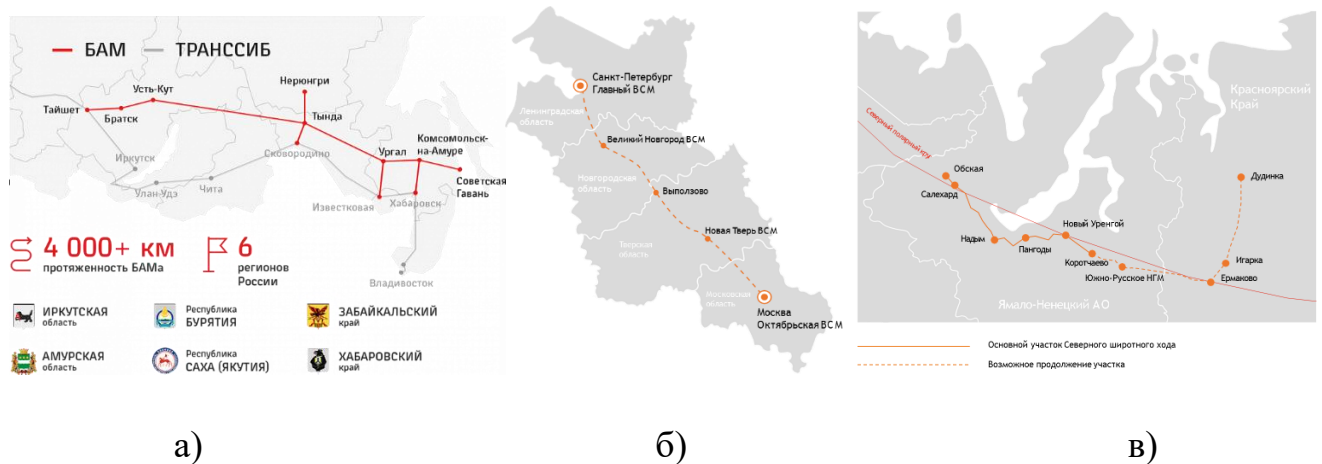 БАМ
ТРАНССИБ
Нерюнгри
Усть-Кут
Тайшет
Братск
Тында
Комсомольск-
на-Амуре
Иркутск
Сковородино
Ургал
Улан-Удэ
Чита
Советская
Гавань
Известковая
Хабаровск
Владивосток
4 000+ км
протяженность БАМа
6
регионов
России
ИРКУТСКАЯ
область
Республика
БУРЯТИЯ
ЗАБАЙКАЛЬСКИЙ
край
АМУРСКАЯ
область
Республика
САХА (ЯКУТИЯ)
ХАБАРОВСКИЙ
край
а)
Санкт-Петербург
Главный ВСМ
Ленинградская
область
Великий Новгород ВСМ
Новгородская
область
Выползово
Новая Тверь ВСМ
Тверская
область
Московская
область
Москва
Октябрьская ВСМ
б)
Красноярский
Край
Северный полярный кру
Обская
Салехард
Дудинка
Новый Уренгой
Надым
Пангоды
Коротчаево
Игарка
Южно-Русское НГМ
Ермаково
Ямало-Ненецкий АО
Основной участок Северного широтного хода
Возможное продолжение участка
в)